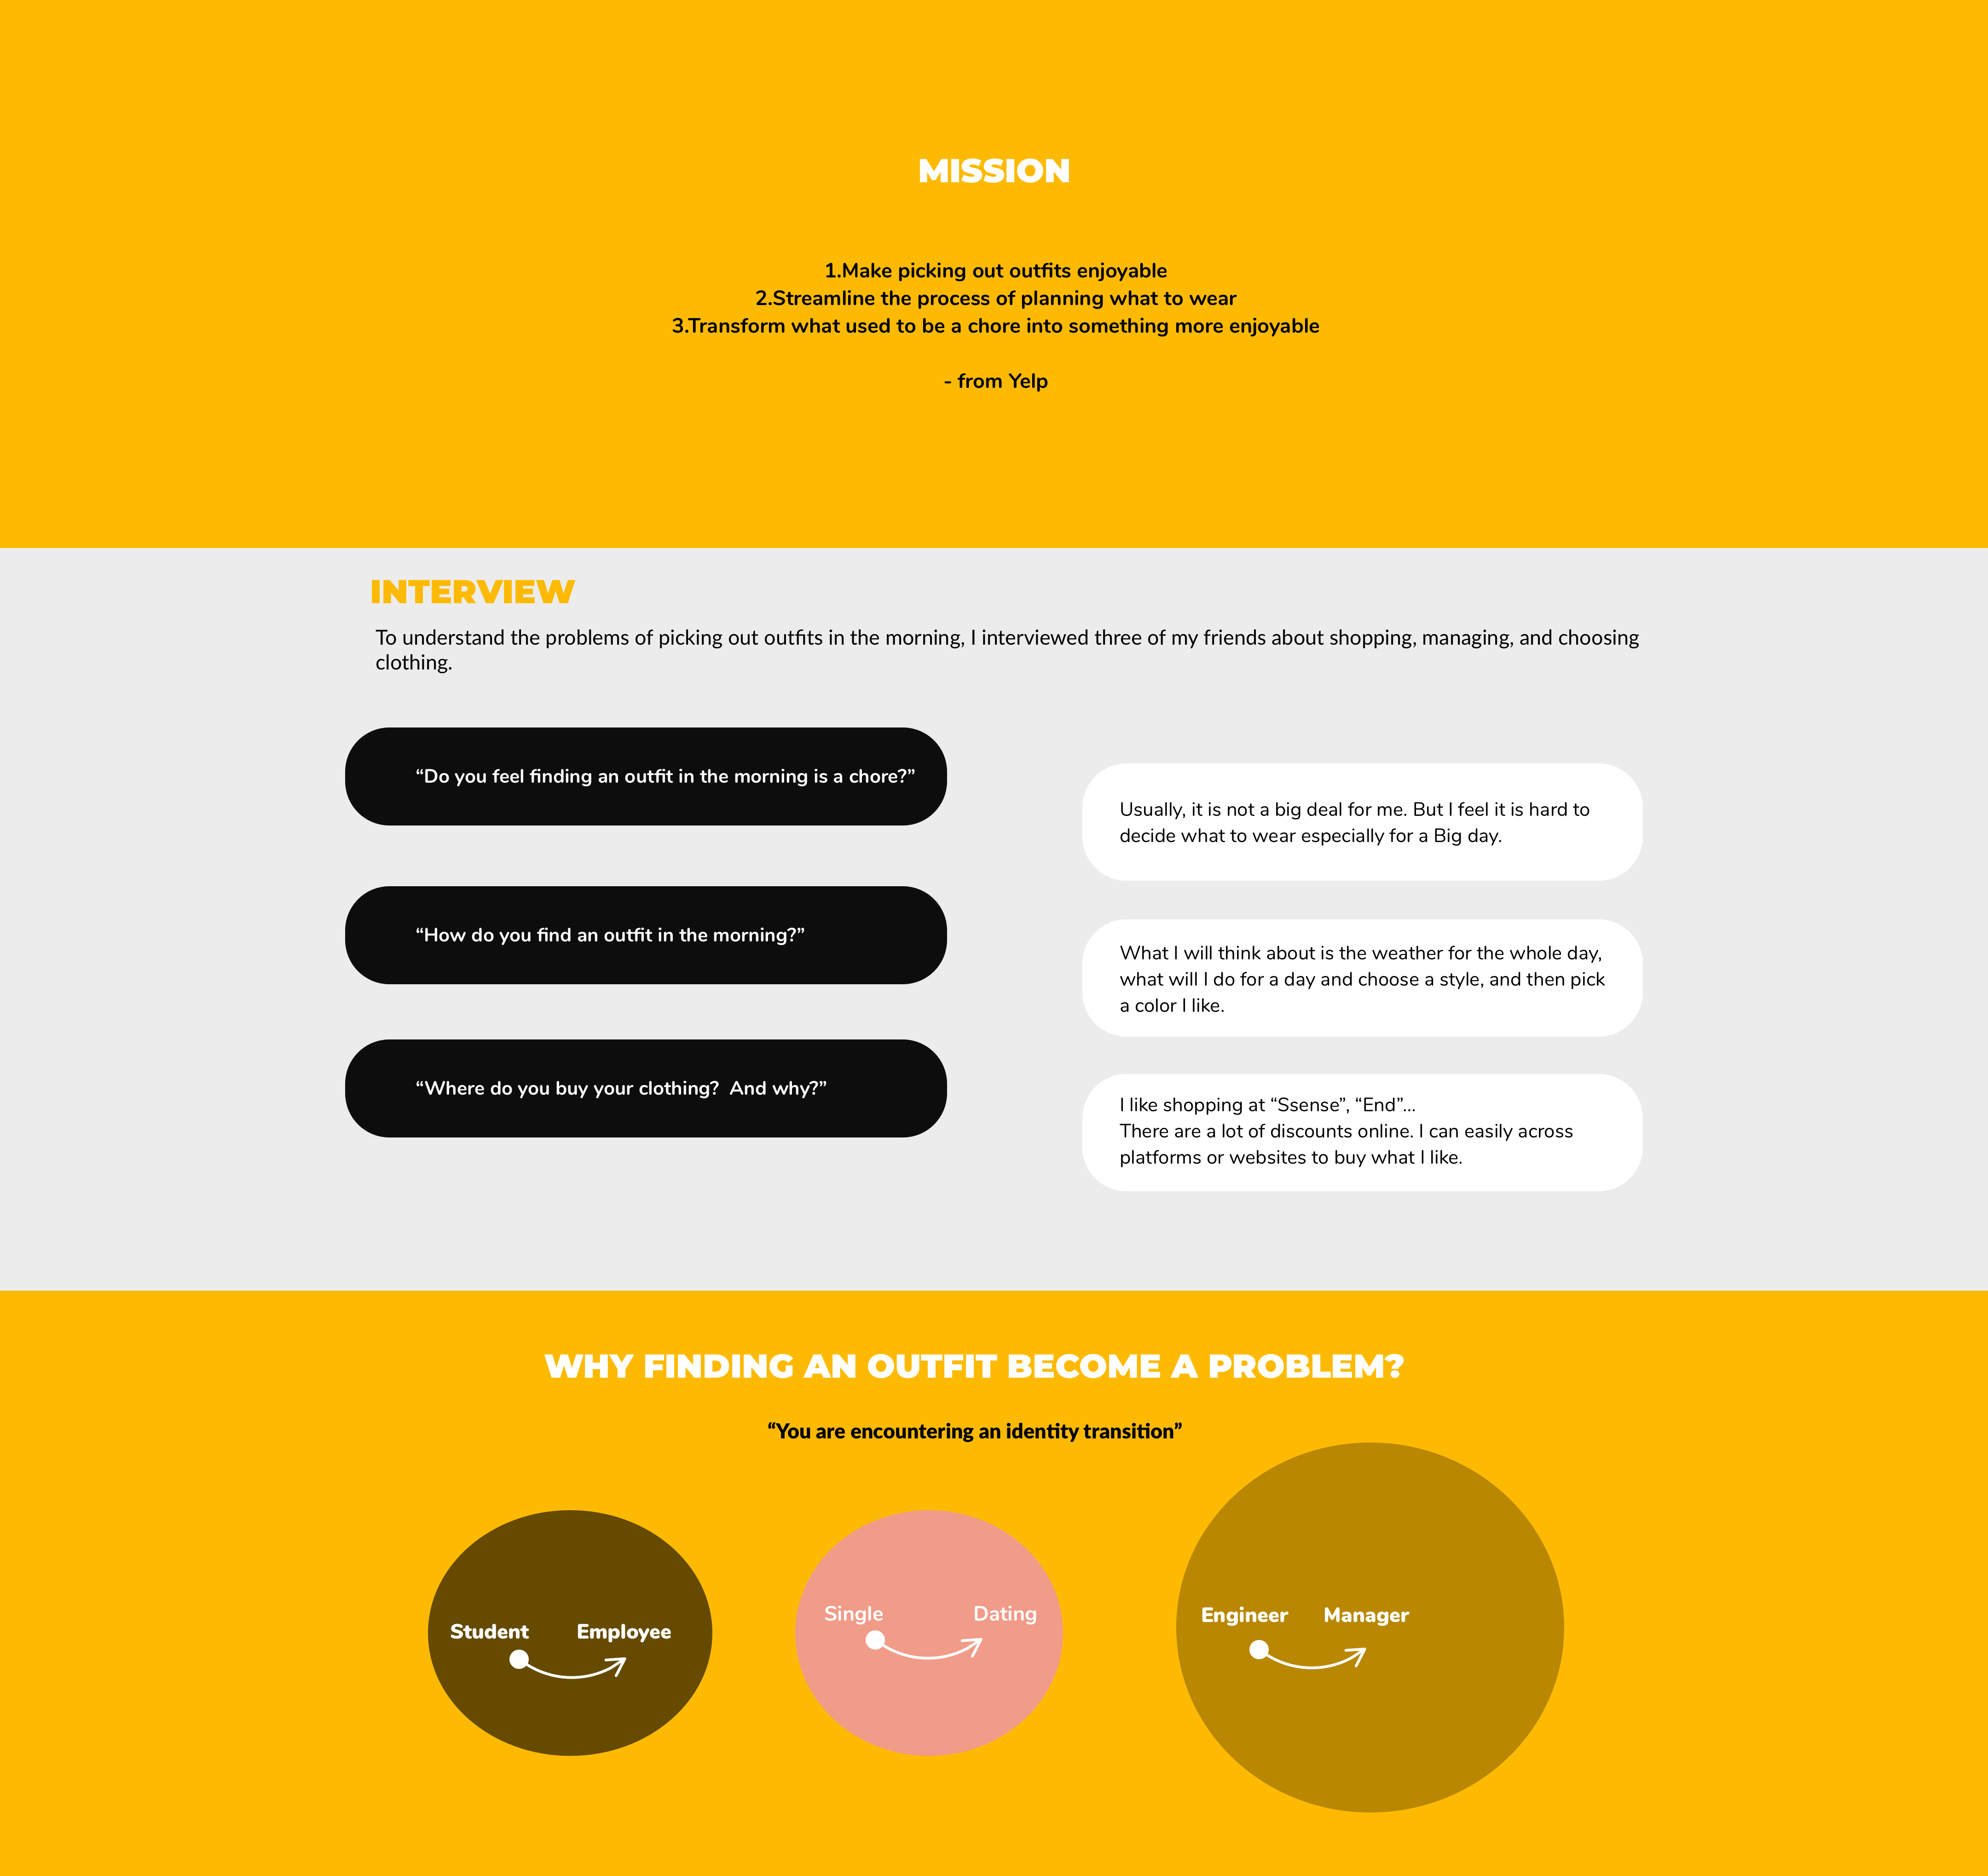 MISSION
1.Make picking out outfits enjoyable
2.Streamline the process of planning what to wear
3.Transform what used to be a chore into something more enjoyable
- from Yelp
INTERVIEW
To understand the problems of picking out outfits in the morning, I interviewed three of my friends about shopping, managing, and choosing
clothing.
“Do you feel finding an outfit in the morning is a chore?”
Usually, it is not a big deal for me. But I feel it is hard to
decide what to wear especially for a Big day.
“How do you find an outfit in the morning?”
What I will think about is the weather for the whole day,
what will I do for a day and choose a style, and then pick
a color I like.
“Where do you buy your clothing?  And why?”
I like shopping at “Ssense”, “End”...
There are a lot of discounts online. I can easily across
platforms or websites to buy what I like.
WHY FINDING AN OUTFIT BECOME A PROBLEM?
“You are encountering an identity transition”
Student Employee
Single Dating
Engineer Manager